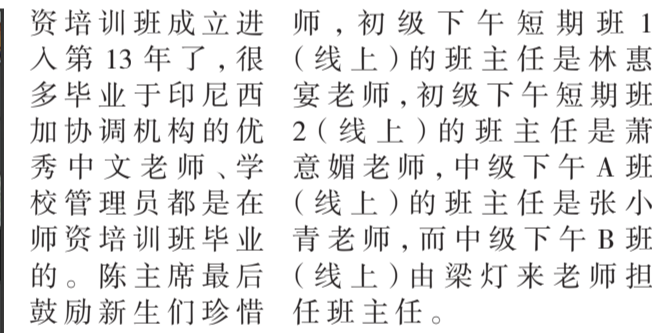 资培训班成立进
入第 13 年了,很
多毕业于印尼西
加协调机构的优
秀中文老师、学
校管理员都是在
师资培训班毕业
的。陈主席最后
鼓励新生们珍惜
师,初级下午短期班 1
(线上)的班主任是林惠
宴老师,初级下午短期班
2(线上)的班主任是萧
意媚老师,中级下午 A 班
(线上)的班主任是张小
青老师,而中级下午 B 班
(线上)由梁灯来老师担
任班主任。